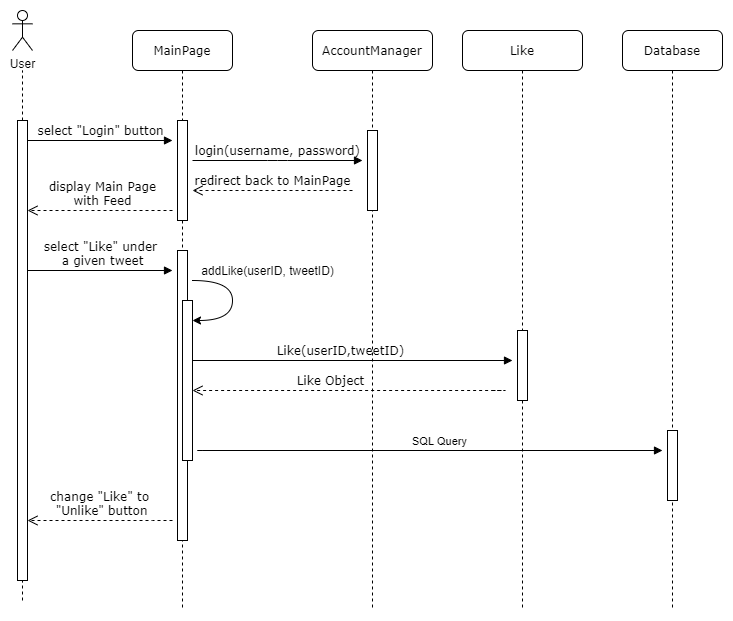 User
MainPage
AccountManager
Like
Database
select "Login" button
login(username, password)
redirect back to MainPage
display Main Page
with Feed
select "Like" under
a given tweet
addLike(userID, tweetID)
Like(userID,tweetID)
Like Object
SQL Query
change "Like" to
"Unlike" button